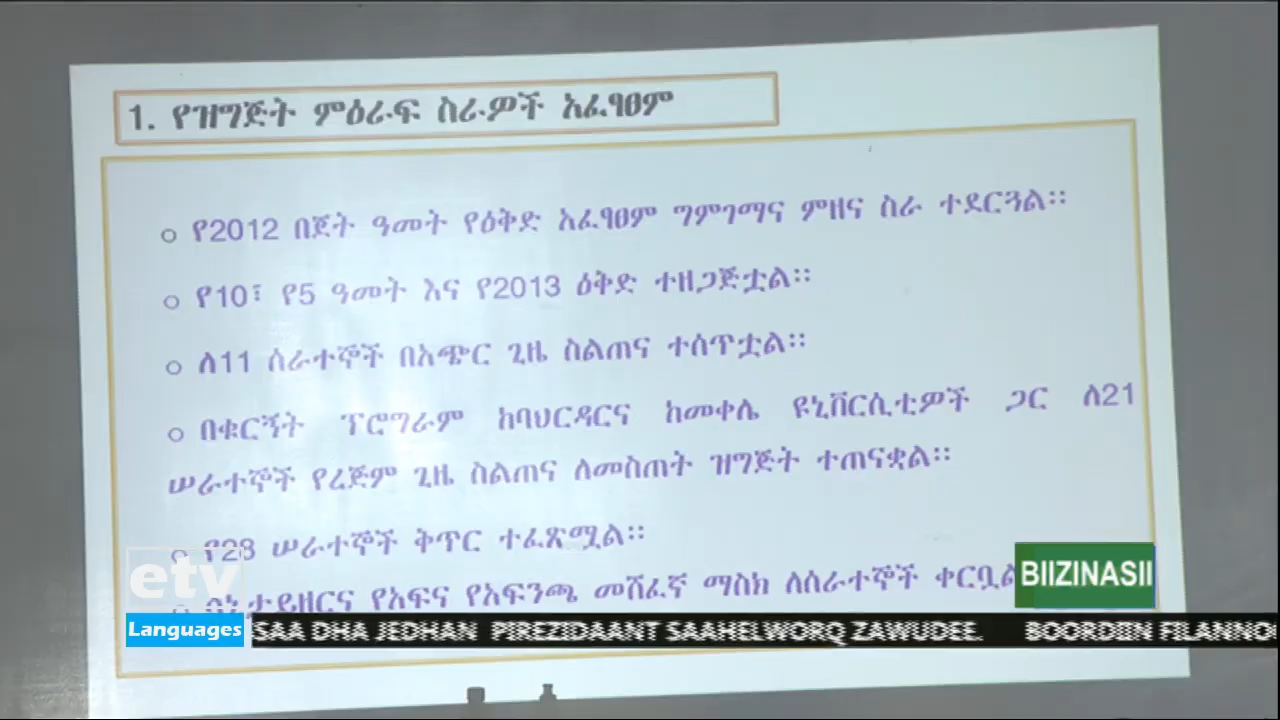 1. የዝግጅት ምዕራፍ ስራዎች አፈፃፀም
o የ2012 በጀት ዓመት የዕቅድ አፈፃፀም ግምገማና ምዘና ስራ ተደርጓል፡፡
o የ10፣ የ5 ዓመት እና የ2013 ዕቅድ ተዘጋጅቷል፡፡
o ለ11 ሰራተኞች በአጭር ጊዜ ስልጠና ተሰጥቷል፡፡
o በቁርኝት ፕሮግራም ከባህርዳርና ከመቀሌ ዩኒቨርሲቲዎች ጋር ለ21
ሠራተኞች የረጅም ጊዜ ስልጠና ለመስጠት ዝግጅት ተጠናቋል፡፡
o የ28 ሠራተኞች ቅጥር ተፈጽሟል፡፡
የአፍና የአፍንጫ መሸፈኛ ማስክ ለሰራተኞች ቀርቧል
etv
Languages
BIIZINASII
SAA DHA JEDHAN PIREZIDAANT SAAHELWORQ ZAWUDEE. BOORDIIN FILANNO